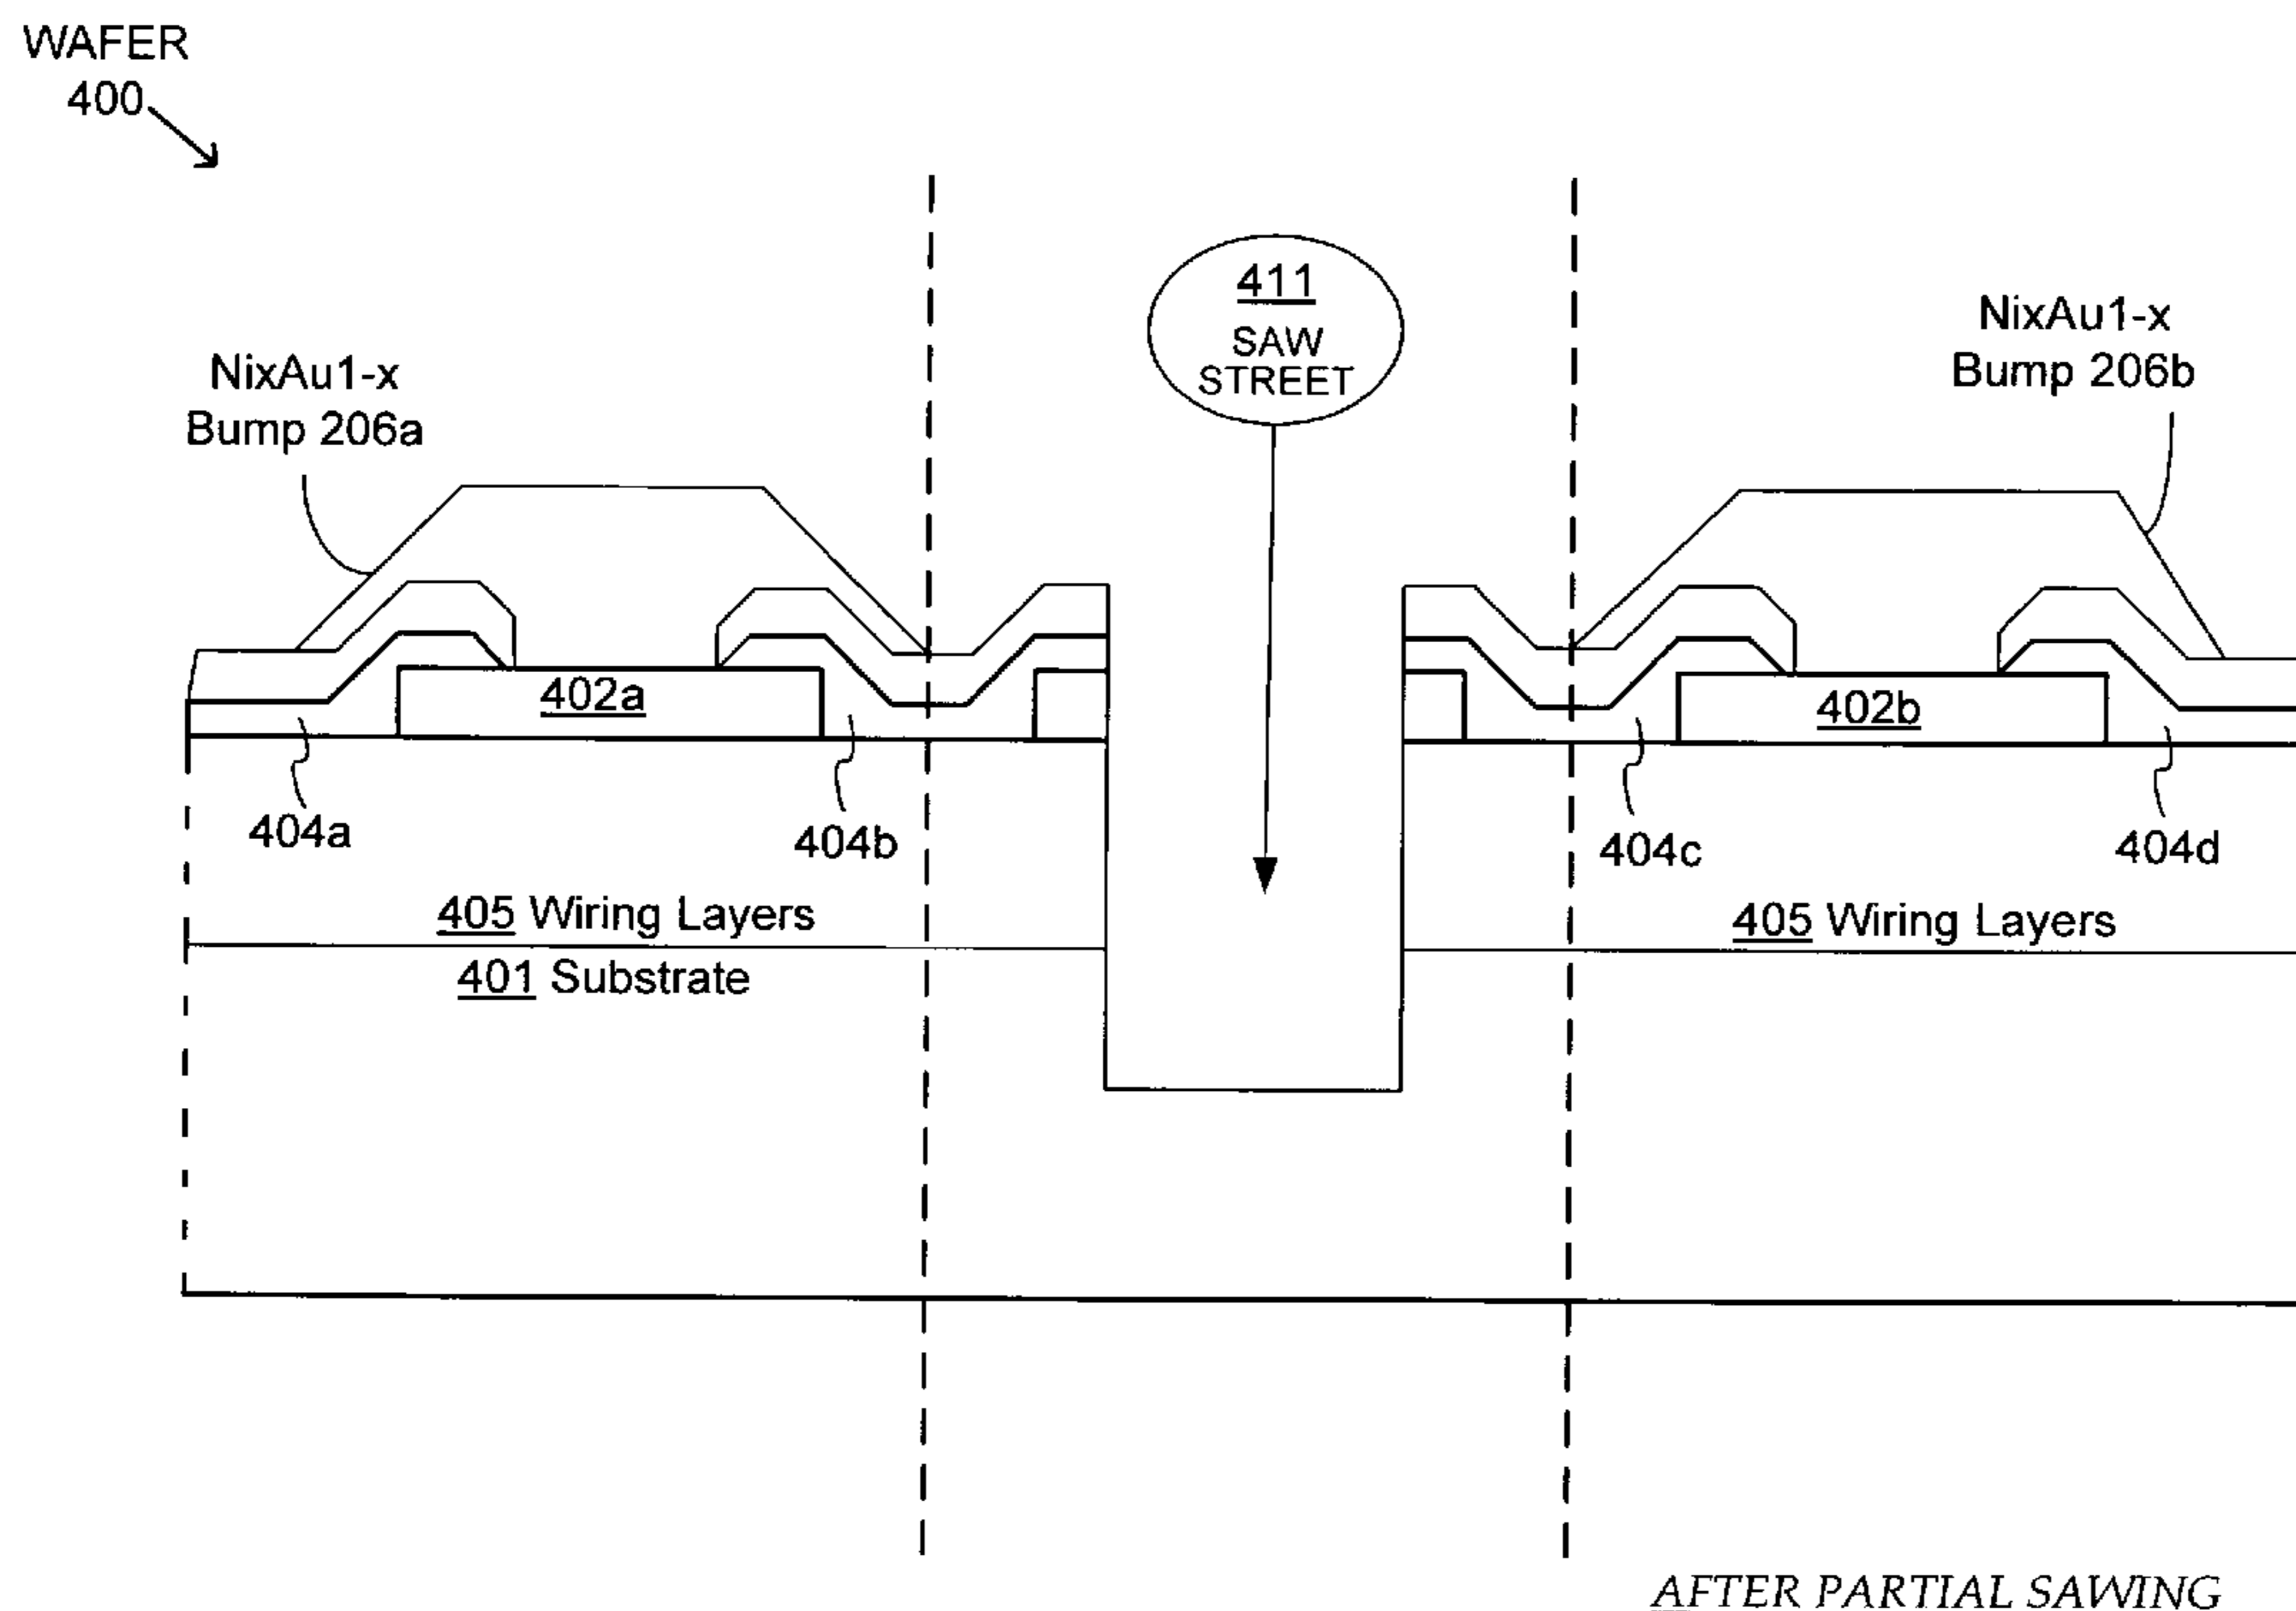 WAFER
400
411
SAW
STREET
NixAu1-x
Bump 206a
NixAu1-x
Bump 206b
402a
402b
404a
404b
404c
404d
405 Wiring Layers
405 Wiring Layers
401 Substrate
AFTER PARTIAL SAWING